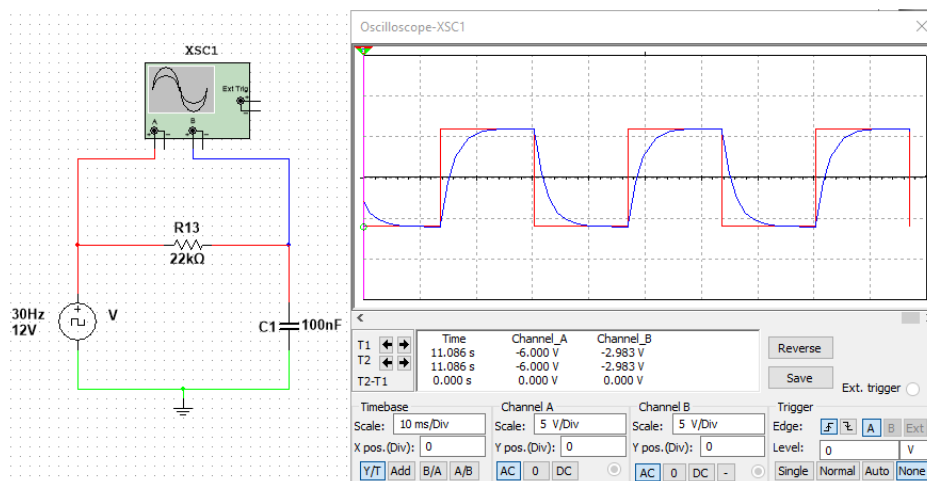 XSC1
Ext Trig
+
A
B
+
+
R13
22kΩ
30Hz
12V
V
C1
100nF
Oscilloscope-XSC1
Time Channel_A Channel_B
T1 11.086 s -6.000 V -2.983 V
T2 11.086 s -6.000 V -2.983 V
T2-T1 0.000 s 0.000 V 0.000 V
Reverse
Save
Ext. trigger
Timebase
Scale: 10 ms/Div
X pos.(Div): 0
Y/T Add B/A A/B
Channel A
Scale: 5 V/Div
Y pos.(Div): 0
AC 0 DC
Channel B
Scale: 5 V/Div
Y pos.(Div): 0
AC 0 DC -
Trigger
Edge: A B Ext
Level: 0 V
Single Normal Auto None